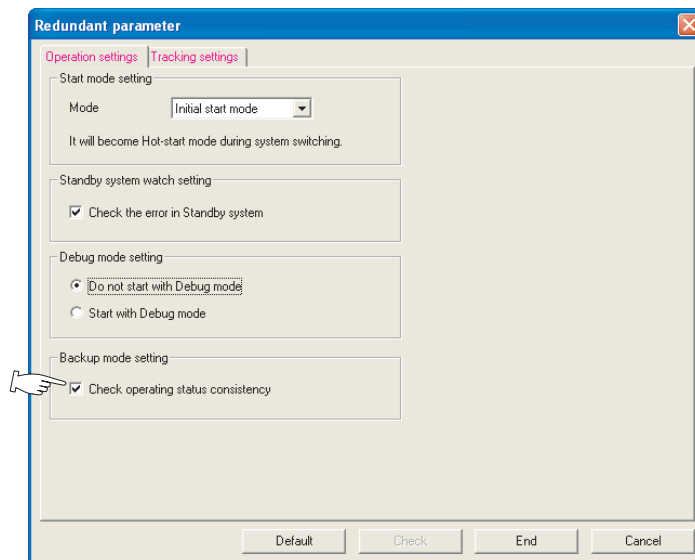 Redundant parameter
Operation settings
Tracking settings
Start mode setting
Mode
Initial start mode
It will become Hot-start mode during system switching.
Standby system watch setting
Check the error in Standby system
Debug mode setting
Do not start with Debug mode
Start with Debug mode
Backup mode setting
Check operating status consistency
Default
Check
End
Cancel